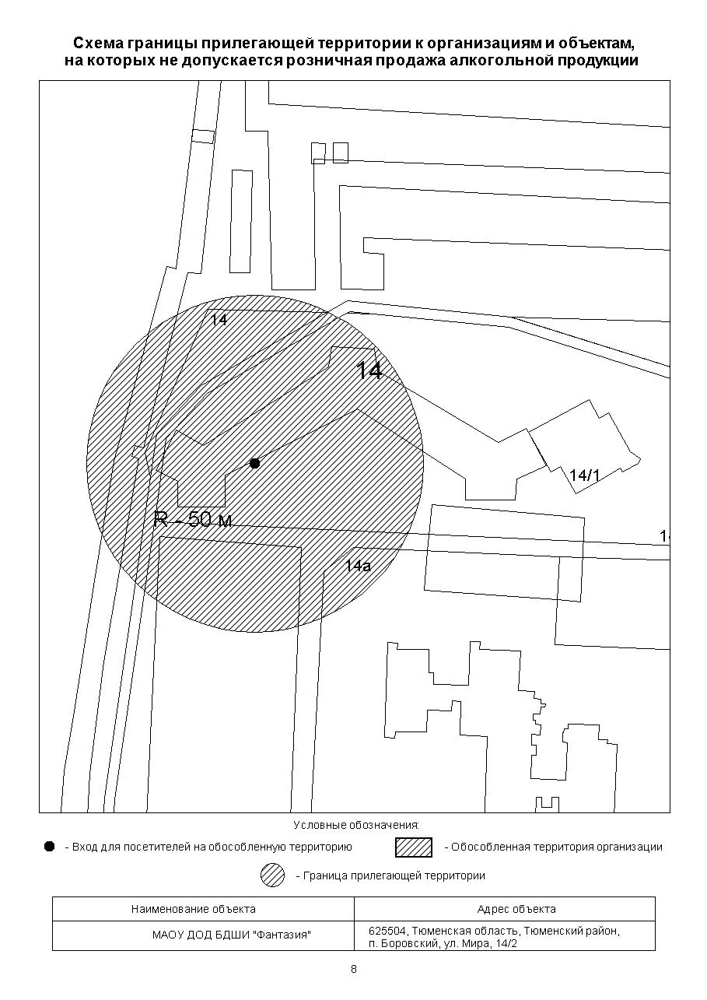 Схема границы прилегающей территории к организациям и объектам,
на которых не допускается розничная продажа алкогольной продукции
14
14
14/1
R - 50 м
14а
Условные обозначения:
- Вход для посетителей на обособленную территорию
- Обособленная территория организации
- Граница прилегающей территории
Наименование объекта
Адрес объекта
МАОУ ДОД БДШИ "Фантазия"
625504, Тюменская область, Тюменский район,
п. Боровский, ул. Мира, 14/2
8